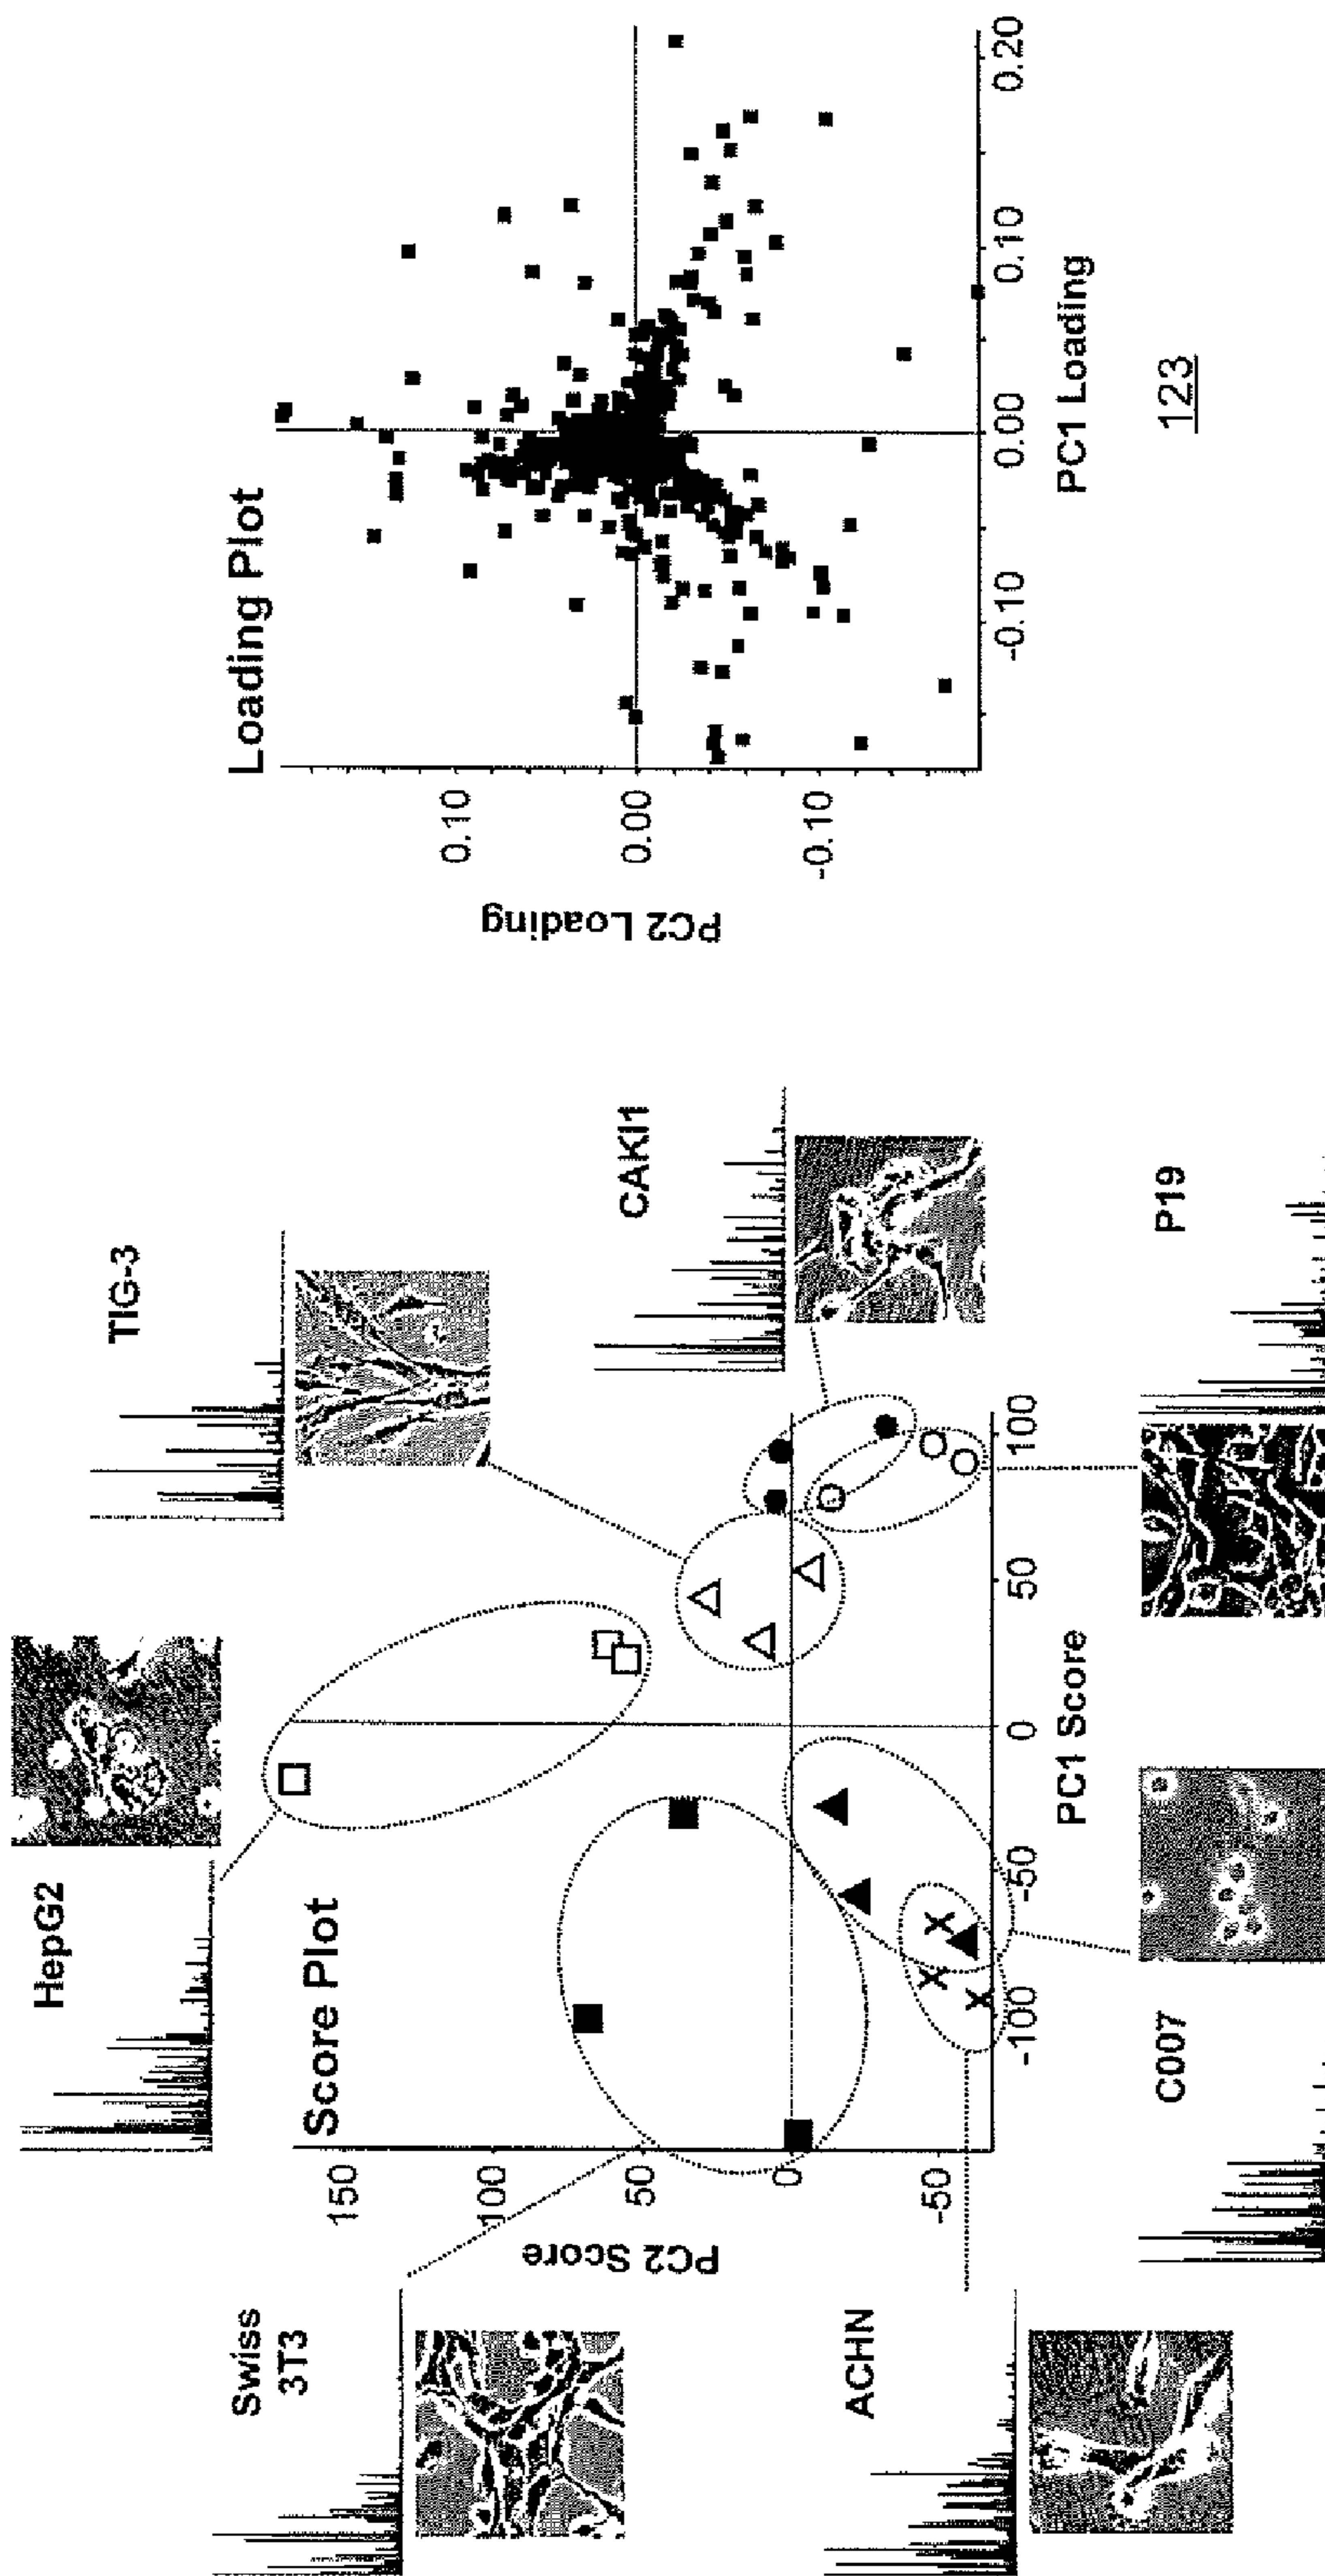 Swiss
3T3
HepG2
TIG-3
CAKI1
P19
C007
ACHN
Score Plot
PC2 Score
150
100
50
0
-50
-100
-50
0
50
100
PC1 Score
Loading Plot
PC2 Loading
0.10
0.00
-0.10
-0.10
0.00
0.10
0.20
PC1 Loading
123